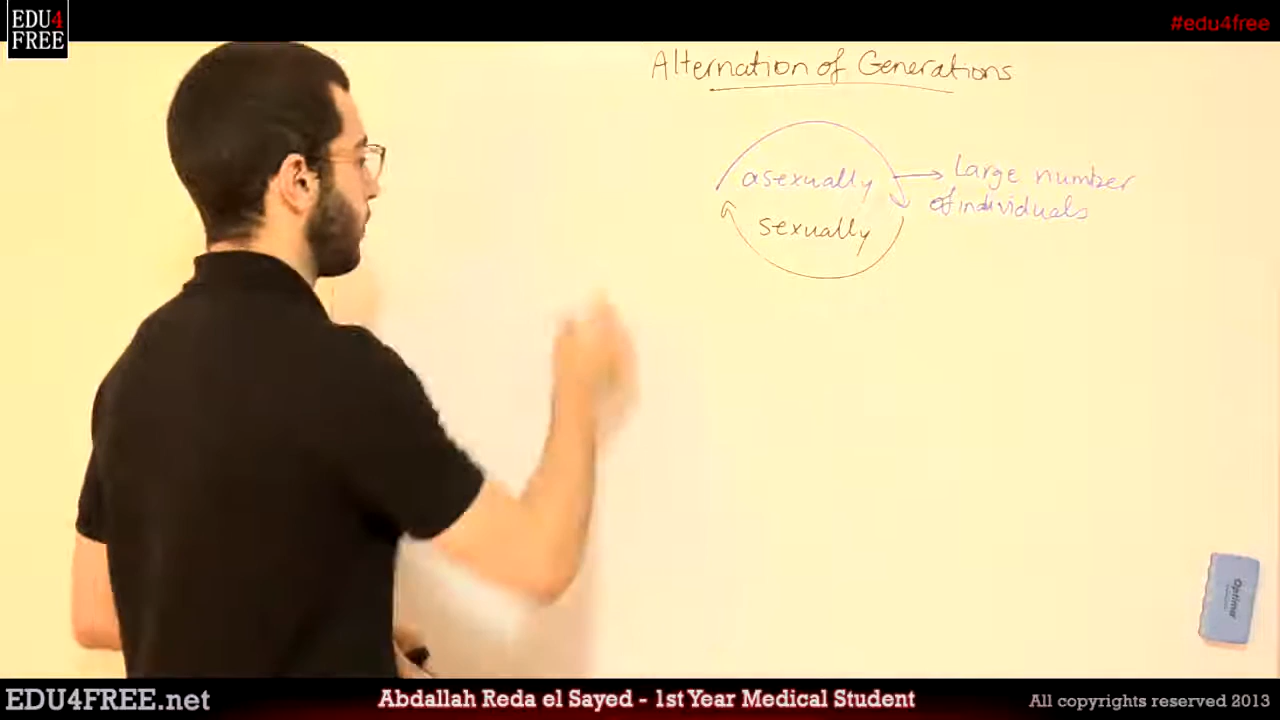 EDU4
FREE
#edu4free
Alternation of Generations
asexually
Large number
of individuals
sexually
Optima
EDU4FREE.net
Abdallah Reda el Sayed - 1st Year Medical Student
All copyrights reserved 2013